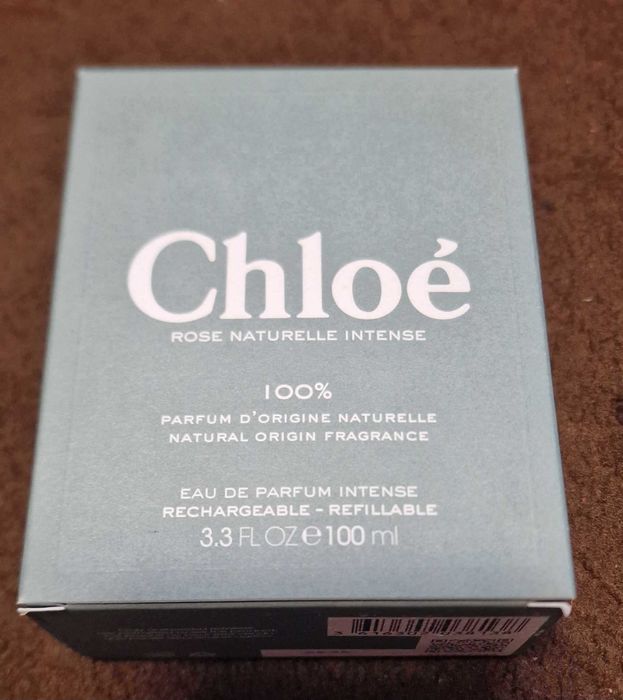 Chloé
ROSE NATURELLE INTENSE
100%
PARFUM D'ORIGINE NATURELLE
NATURAL ORIGIN FRAGRANCE
EAU DE PARFUM INTENSE
RECHARGEABLE - REFILLABLE
3.3 FL OZ e 100 ml